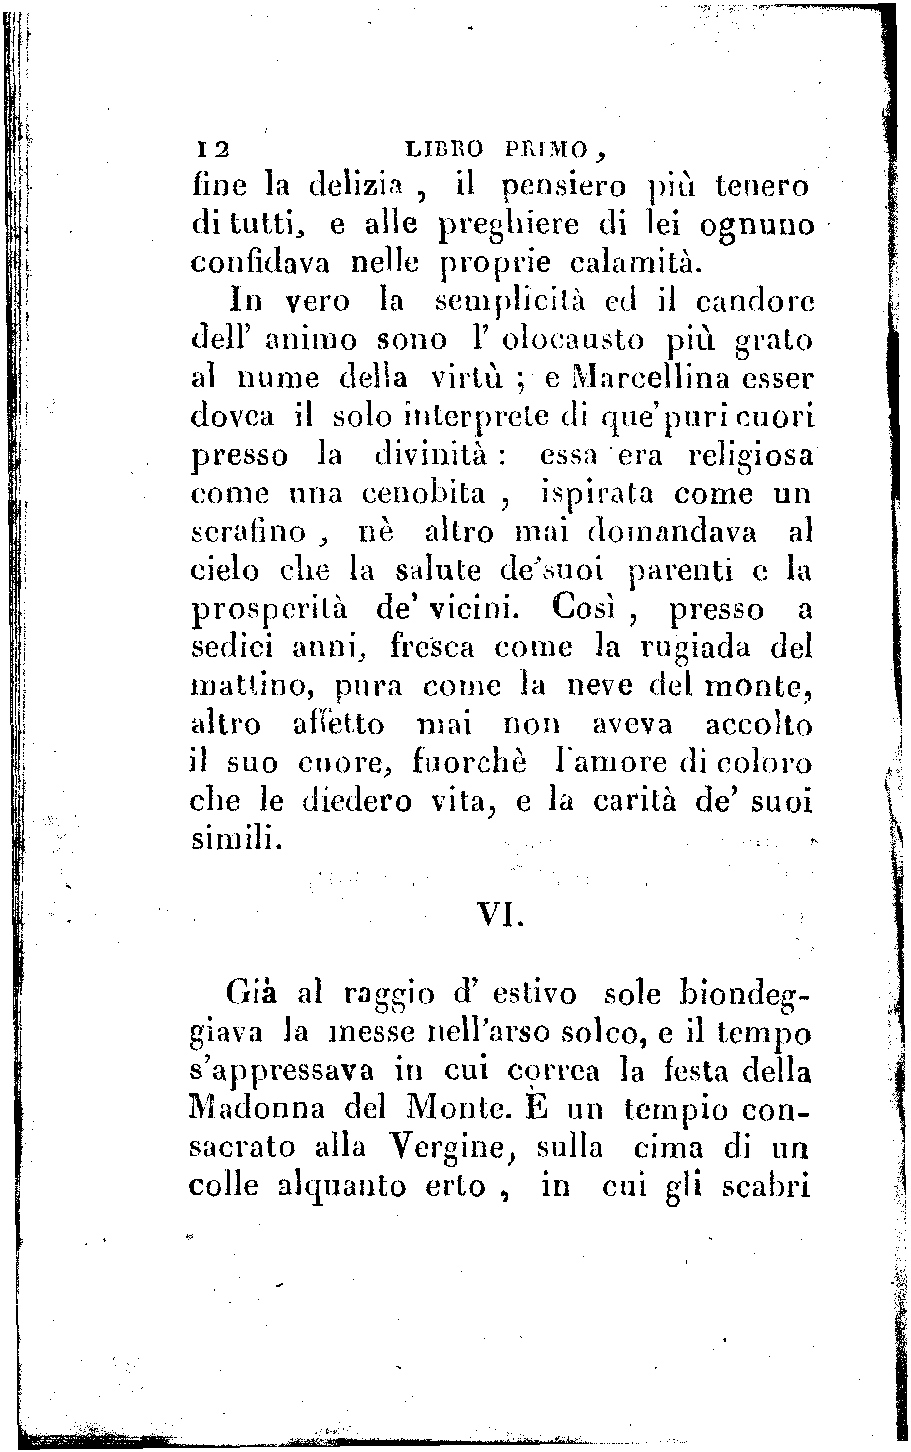 12 LIBRO PRIMO,
fine la delizia, il pensiero più tenero
di tutti, e alle preghiere di lei ognuno
confidava nelle proprie calamità.
In vero la semplicità ed il candore
dell' animo sono l' olocausto più grato
al nume della virtù; e Marcellina esser
dovea il solo interprete di que' puri cuori
presso la divinità: essa era religiosa
come una cenobita, ispirata come un
serafino, nè altro mai domandava al
cielo che la salute de' suoi parenti e la
prosperità de' vicini. Così, presso a
sedici anni, fresca come la rugiada del
mattino, pura come la neve del monte,
altro affetto mai non aveva accolto
il suo cuore, fuorchè l'amore di coloro
che le diedero vita, e la carità de' suoi
simili.
VI.
Già al raggio d' estivo sole biondeg-
giava la messe nell'arso solco, e il tempo
s'appressava in cui correa la festa della
Madonna del Monte. È un tempio con-
sacrato alla Vergine, sulla cima di un
colle alquanto erto, in cui gli scabri